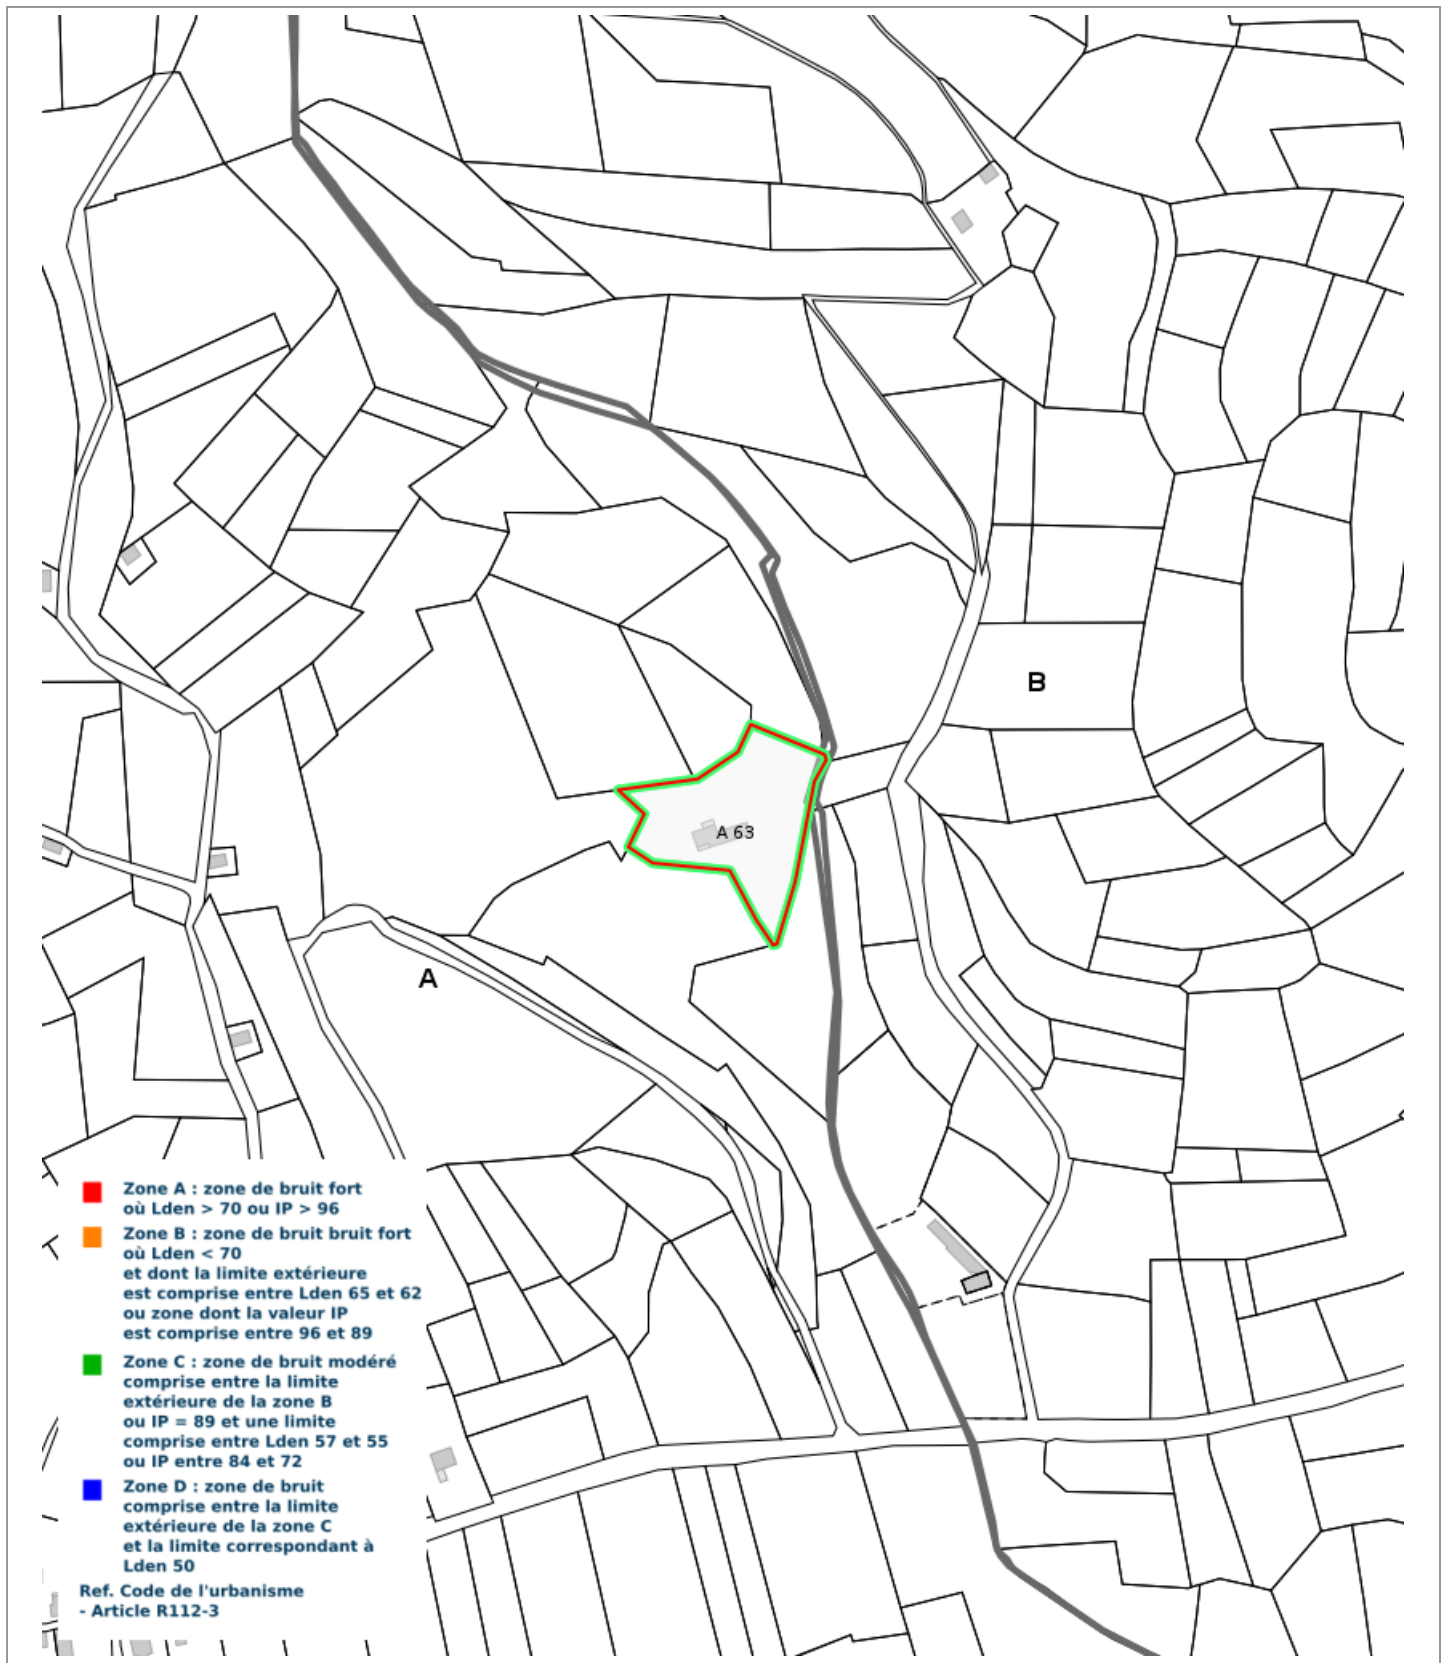 B
A 63
A
Zone A : zone de bruit fort
où Lden > 70 ou IP > 96
Zone B : zone de bruit bruit fort
où Lden < 70
et dont la limite extérieure
est comprise entre Lden 65 et 62
ou zone dont la valeur IP
est comprise entre 96 et 89
Zone C : zone de bruit modéré
comprise entre la limite
extérieure de la zone B
ou IP = 89 et une limite
comprise entre Lden 57 et 55
ou IP entre 84 et 72
Zone D : zone de bruit
comprise entre la limite
extérieure de la zone C
et la limite correspondant à
Lden 50
Ref. Code de l'urbanisme
- Article R112-3